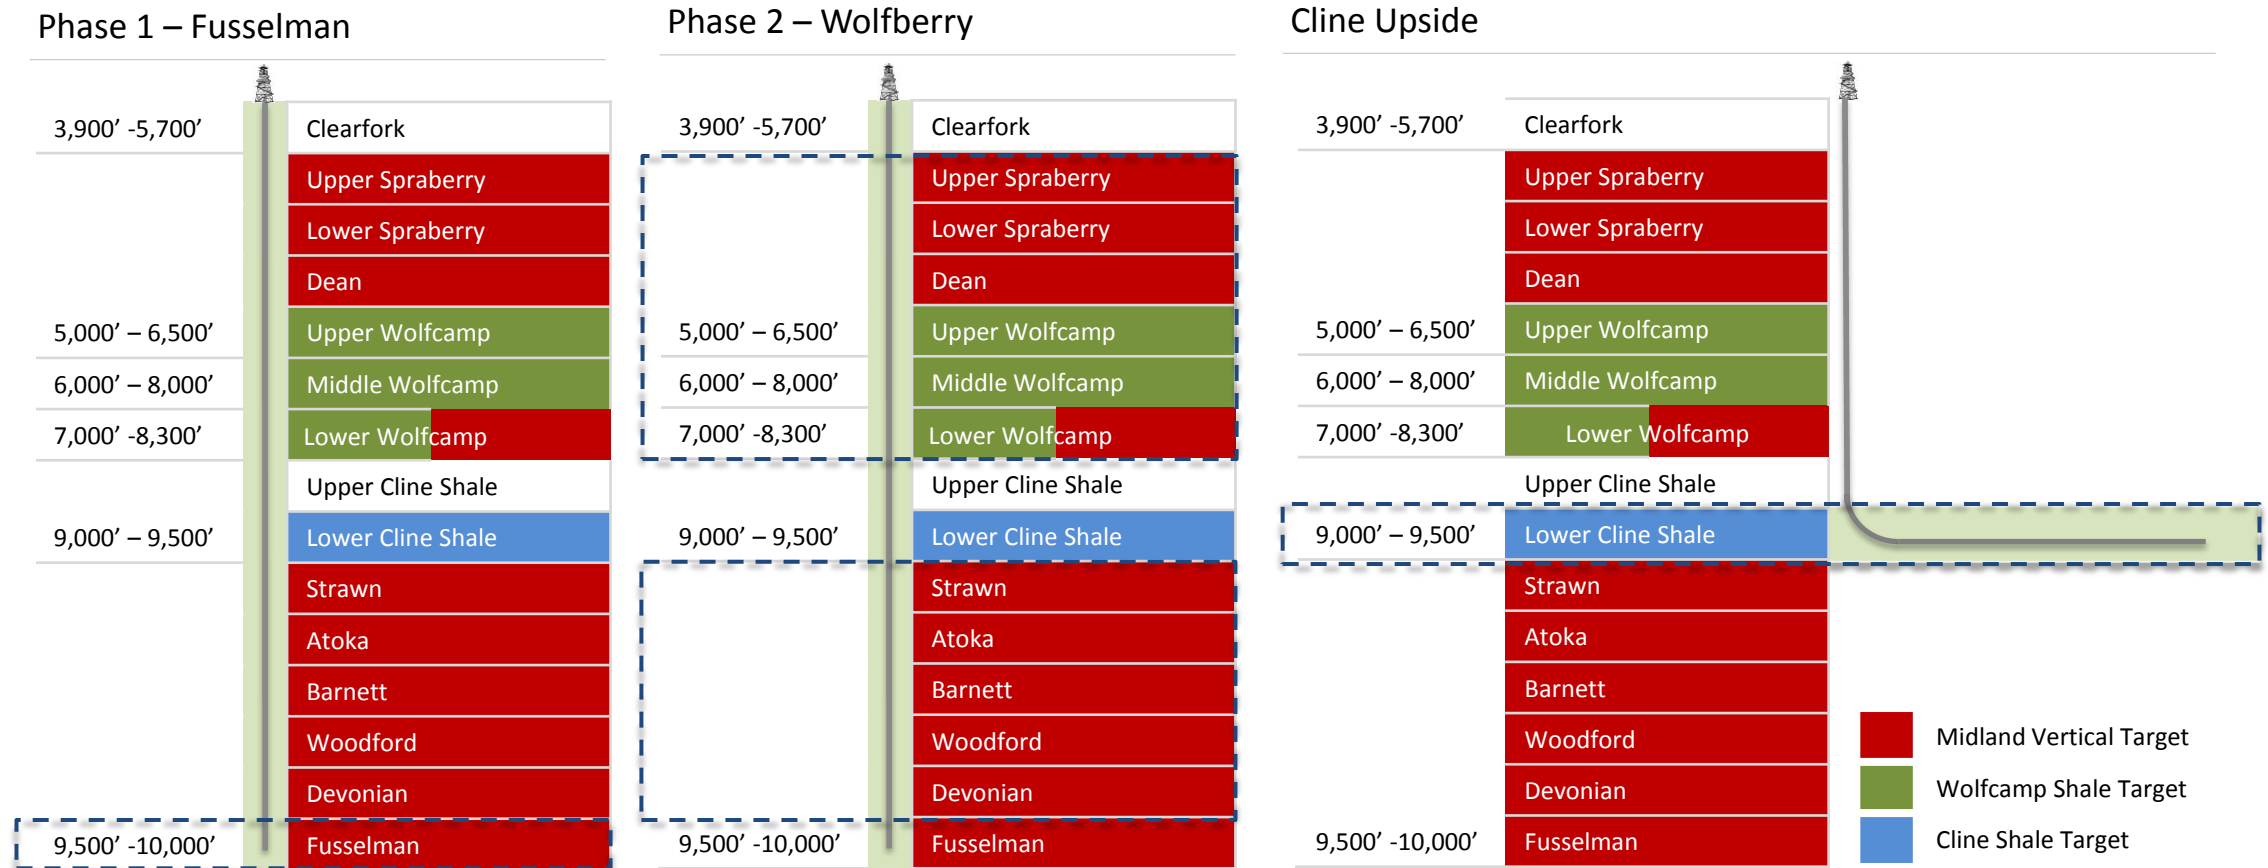 Phase 1 – Fusselman
3,900’ -5,700’ Clearfork
Upper Spraberry
Lower Spraberry
Dean
5,000’ – 6,500’ Upper Wolfcamp
6,000’ – 8,000’ Middle Wolfcamp
7,000’ -8,300’ Lower Wolfcamp
Upper Cline Shale
9,000’ – 9,500’ Lower Cline Shale
Strawn
Atoka
Barnett
Woodford
Devonian
9,500’ -10,000’ Fusselman
Phase 2 – Wolfberry
3,900’ -5,700’ Clearfork
Upper Spraberry
Lower Spraberry
Dean
5,000’ – 6,500’ Upper Wolfcamp
6,000’ – 8,000’ Middle Wolfcamp
7,000’ -8,300’ Lower Wolfcamp
Upper Cline Shale
9,000’ – 9,500’ Lower Cline Shale
Strawn
Atoka
Barnett
Woodford
Devonian
9,500’ -10,000’ Fusselman
Cline Upside
3,900’ -5,700’ Clearfork
Upper Spraberry
Lower Spraberry
Dean
5,000’ – 6,500’ Upper Wolfcamp
6,000’ – 8,000’ Middle Wolfcamp
7,000’ -8,300’ Lower Wolfcamp
Upper Cline Shale
9,000’ – 9,500’ Lower Cline Shale
Strawn
Atoka
Barnett
Woodford
Devonian
9,500’ -10,000’ Fusselman
Midland Vertical Target
Wolfcamp Shale Target
Cline Shale Target